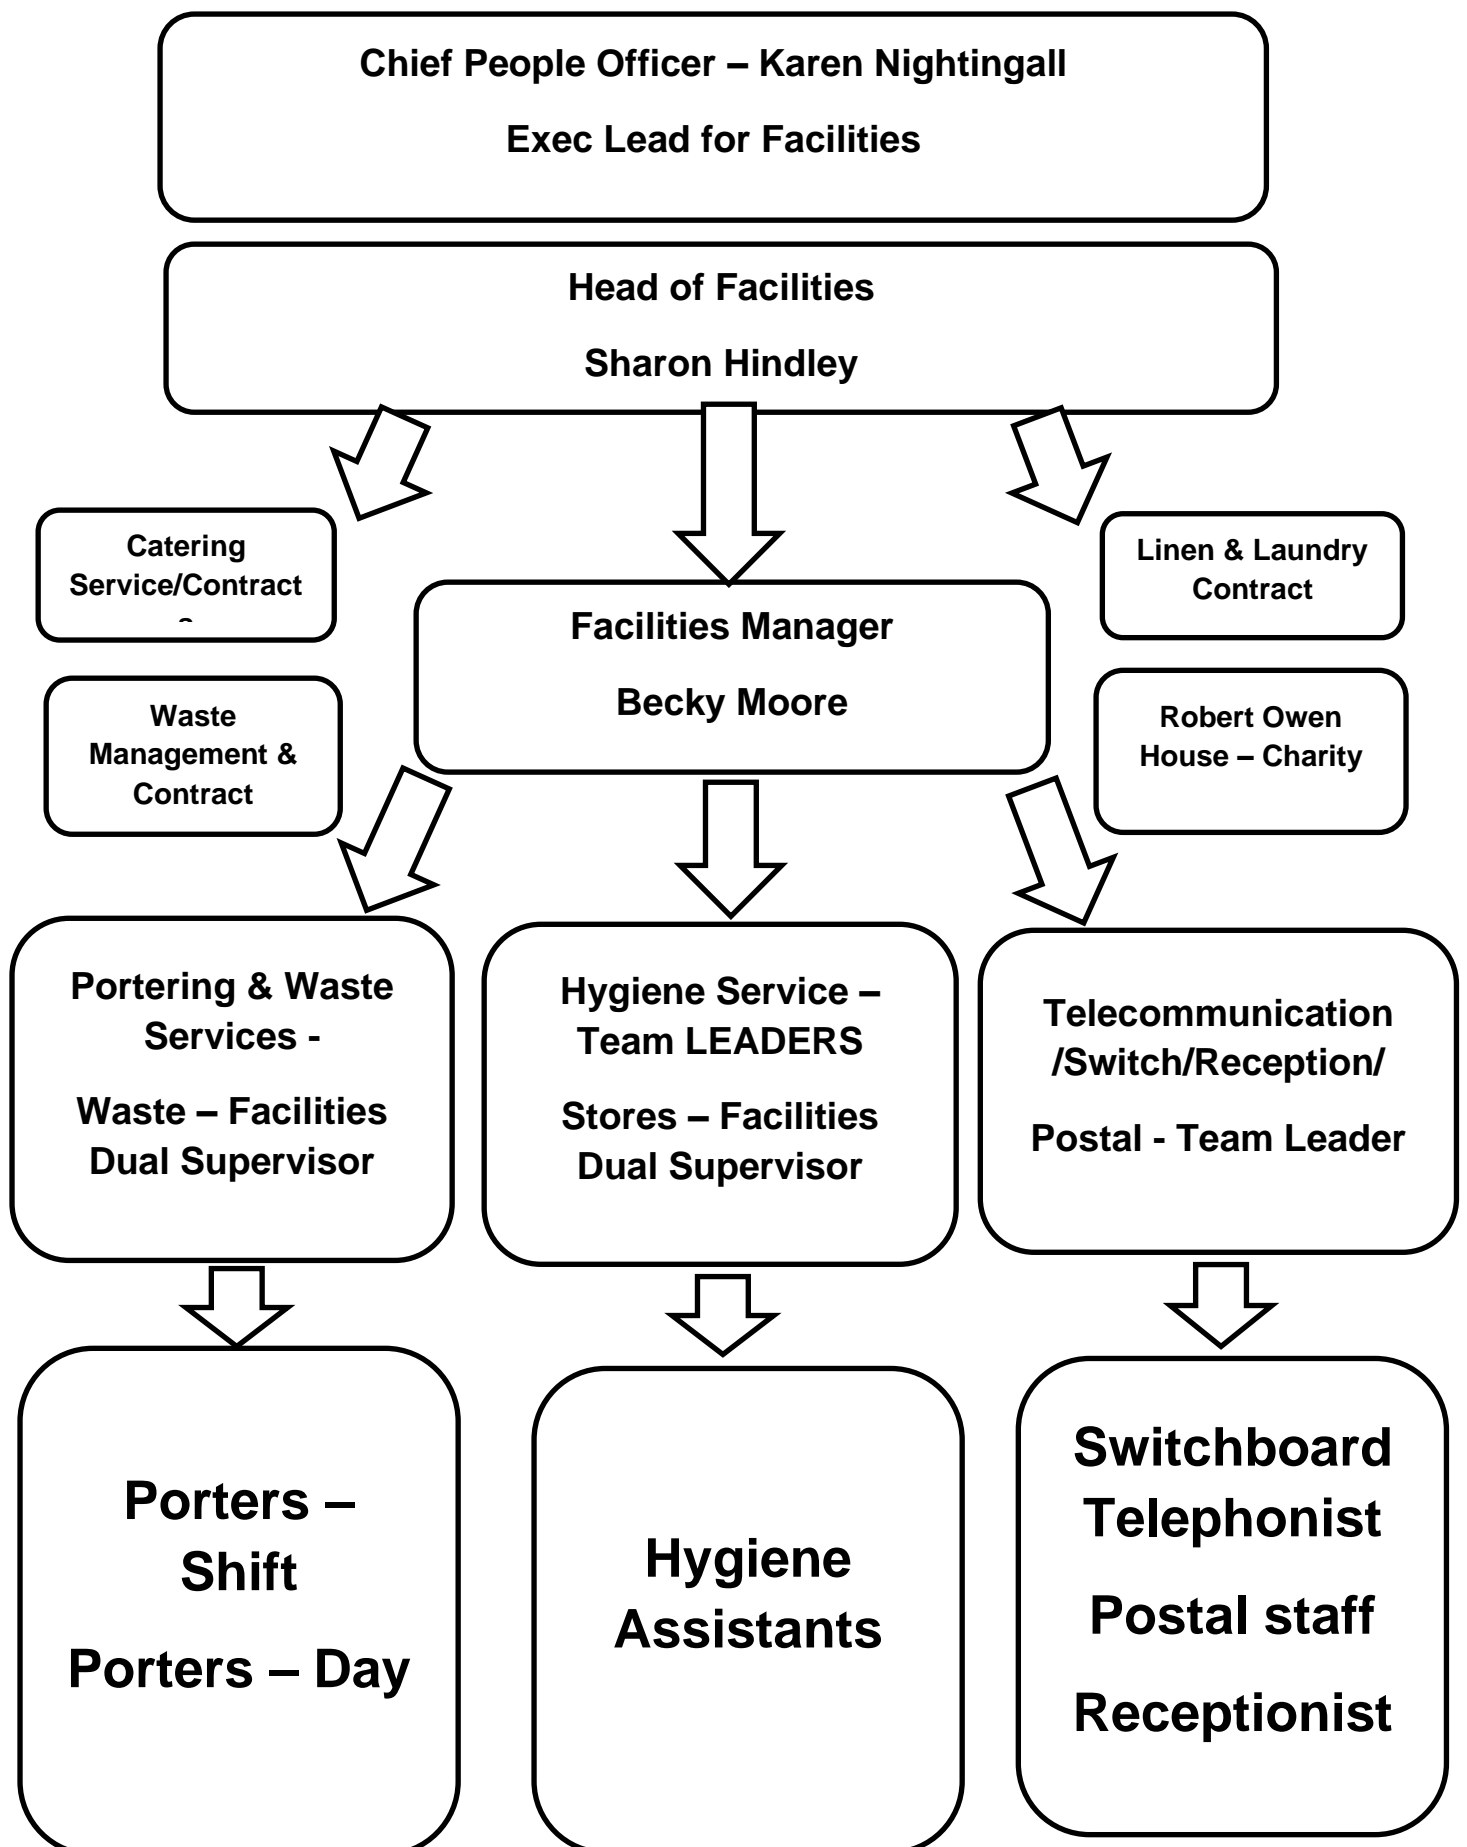 Chief People Officer – Karen Nightingall
Exec Lead for Facilities
Head of Facilities
Sharon Hindley
Catering
Service/Contract
Linen & Laundry
Contract
Facilities Manager
Becky Moore
Waste
Management &
Contract
Robert Owen
House – Charity
Portering & Waste
Services -
Waste – Facilities
Dual Supervisor
Hygiene Service –
Team LEADERS
Stores – Facilities
Dual Supervisor
Telecommunication
/Switch/Reception/
Postal - Team Leader
Porters –
Shift
Porters – Day
Hygiene
Assistants
Switchboard
Telephonist
Postal staff
Receptionist